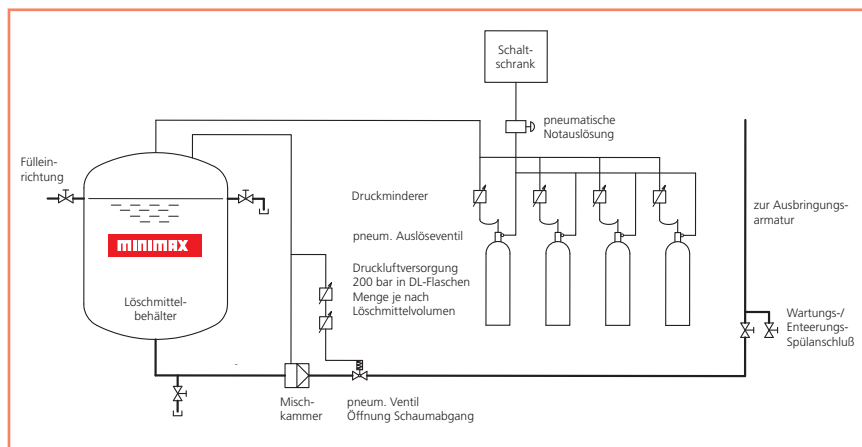 Schalt-
schrank
pneumatische
Notauslösung
Füllein-
richtung
Druckminderer
zur Ausbringungs-
armatur
pneum. Auslöseventil
MINIMAX
Druckluftversorgung
200 bar in DL-Flaschen
Menge je nach
Löschmittelvolumen
Löschmittel-
behälter
Wartungs-/
Enteerungs-
Spülanschluß
Misch-
kammer
pneum. Ventil
Öffnung Schaumabgang